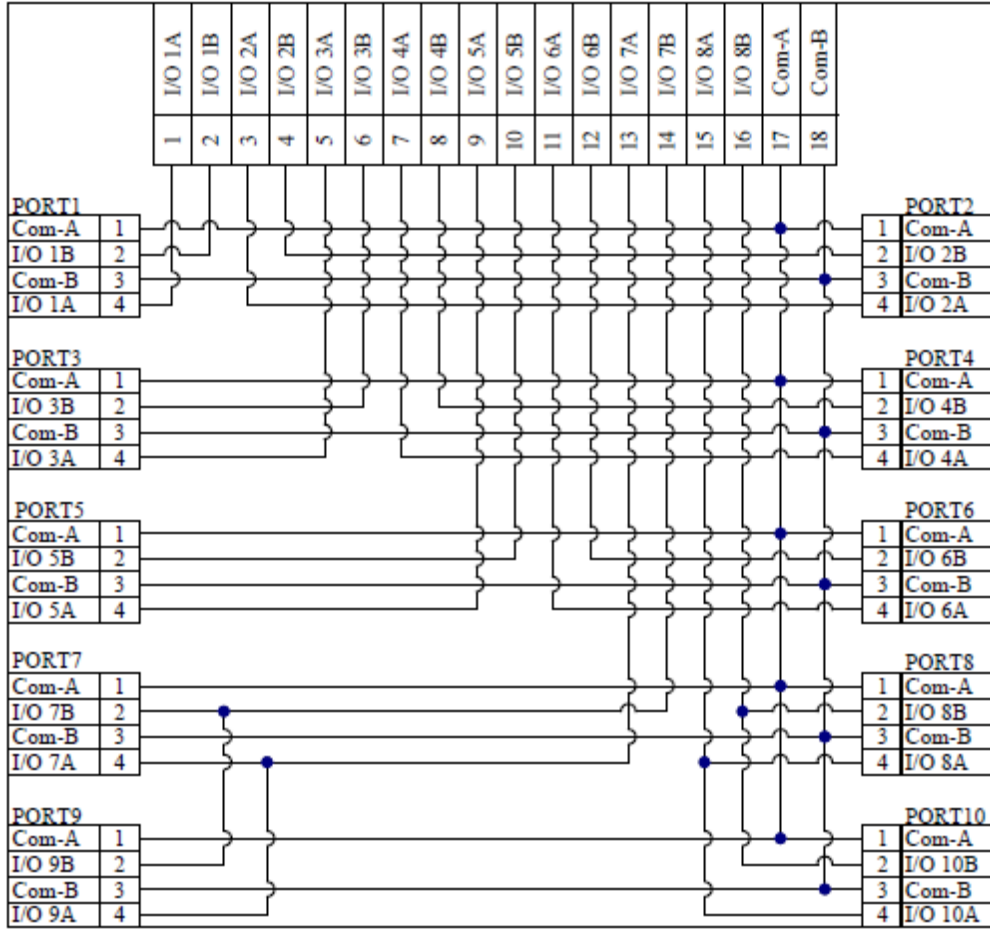 I/O 1A
I/O 1B
I/O 2A
I/O 2B
I/O 3A
I/O 3B
I/O 4A
I/O 4B
I/O 5A
I/O 5B
I/O 6A
I/O 6B
I/O 7A
I/O 7B
I/O 8A
I/O 8B
Com-A
Com-B
1 2 3 4 5 6 7 8 9 10 11 12 13 14 15 16 17 18
PORT1
Com-A 1
I/O 1B 2
Com-B 3
I/O 1A 4
PORT2
1 Com-A
2 I/O 2B
3 Com-B
4 I/O 2A
PORT3
Com-A 1
I/O 3B 2
Com-B 3
I/O 3A 4
PORT4
1 Com-A
2 I/O 4B
3 Com-B
4 I/O 4A
PORT5
Com-A 1
I/O 5B 2
Com-B 3
I/O 5A 4
PORT6
1 Com-A
2 I/O 6B
3 Com-B
4 I/O 6A
PORT7
Com-A 1
I/O 7B 2
Com-B 3
I/O 7A 4
PORT8
1 Com-A
2 I/O 8B
3 Com-B
4 I/O 8A
PORT9
Com-A 1
I/O 9B 2
Com-B 3
I/O 9A 4
PORT10
1 Com-A
2 I/O 10B
3 Com-B
4 I/O 10A